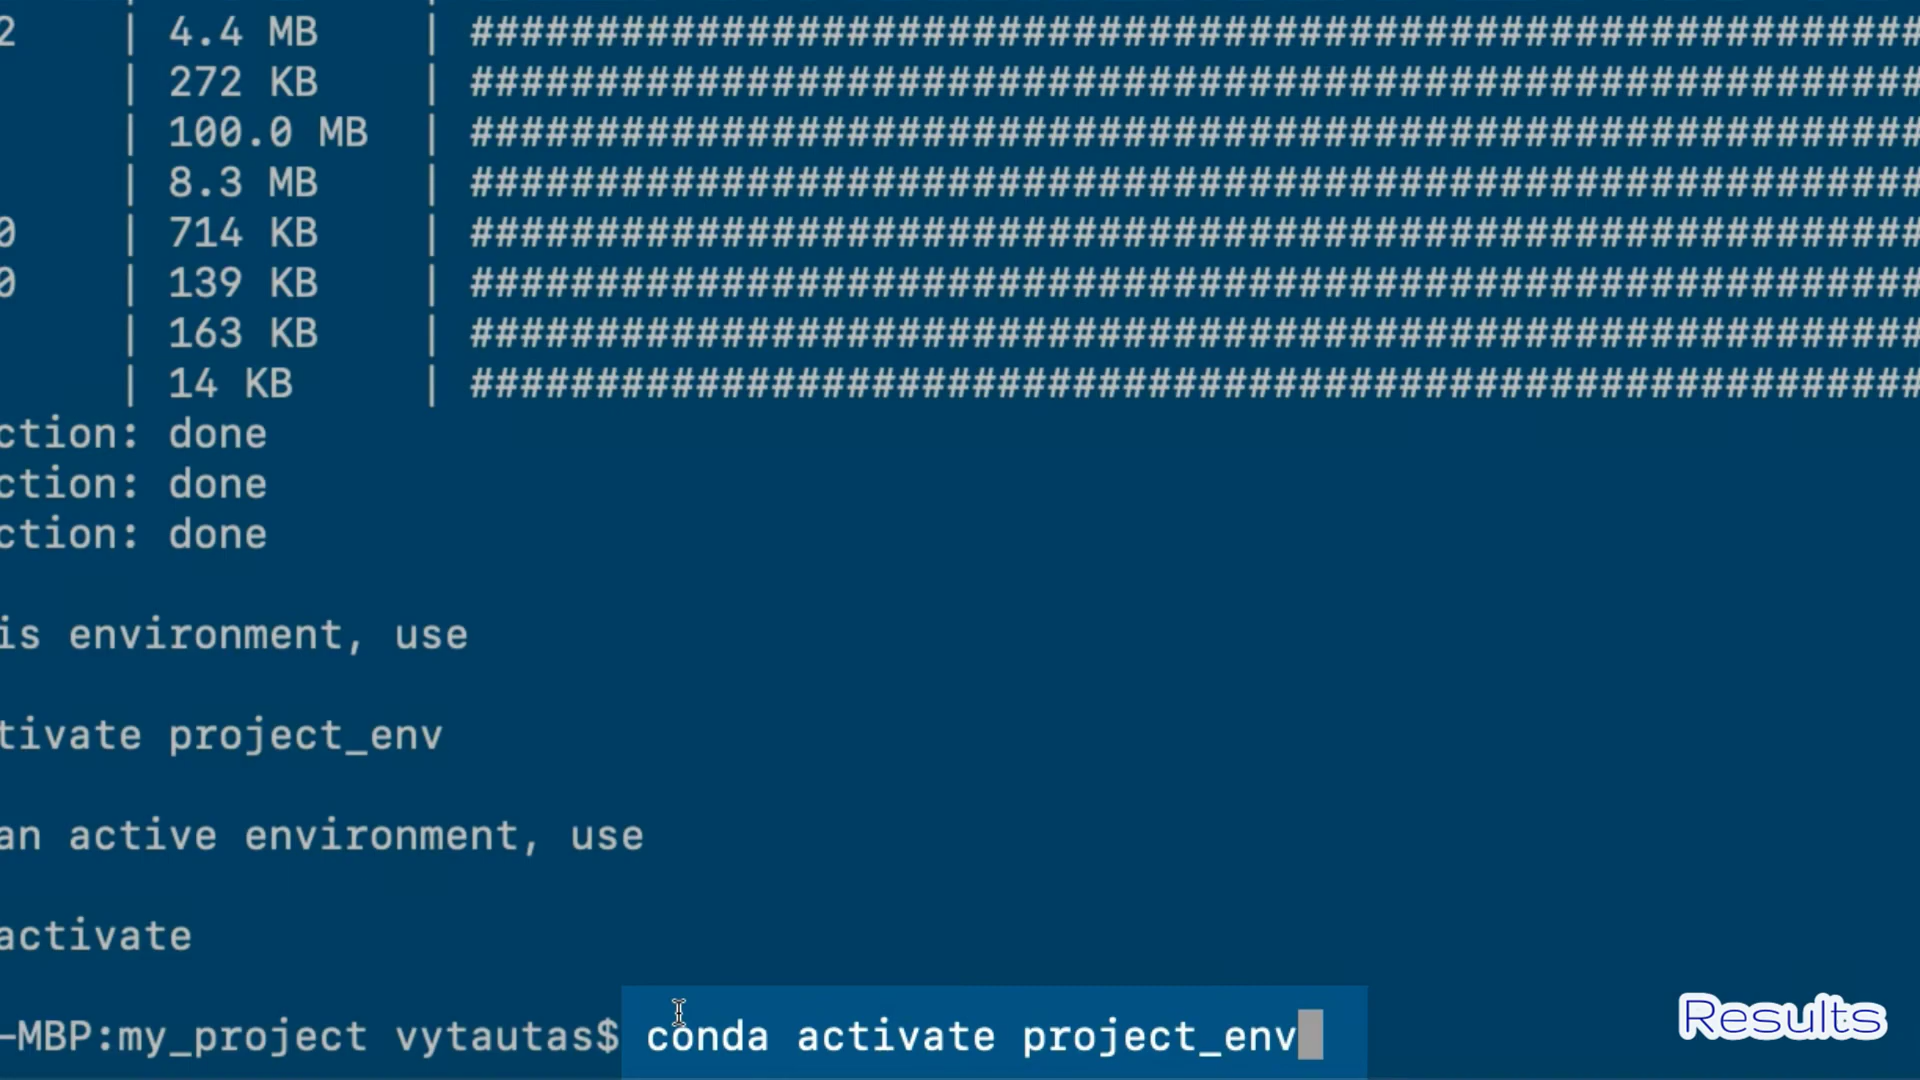 2 | 4.4 MB | ##########################################################
| 272 KB | ##########################################################
| 100.0 MB | ##########################################################
| 8.3 MB | ##########################################################
0 | 714 KB | ##########################################################
0 | 139 KB | ##########################################################
| 163 KB | ##########################################################
| 14 KB | ##########################################################
ction: done
ction: done
ction: done
is environment, use
tivate project_env
an active environment, use
activate
-MBP:my_project vytautas$ conda activate project_env
Results